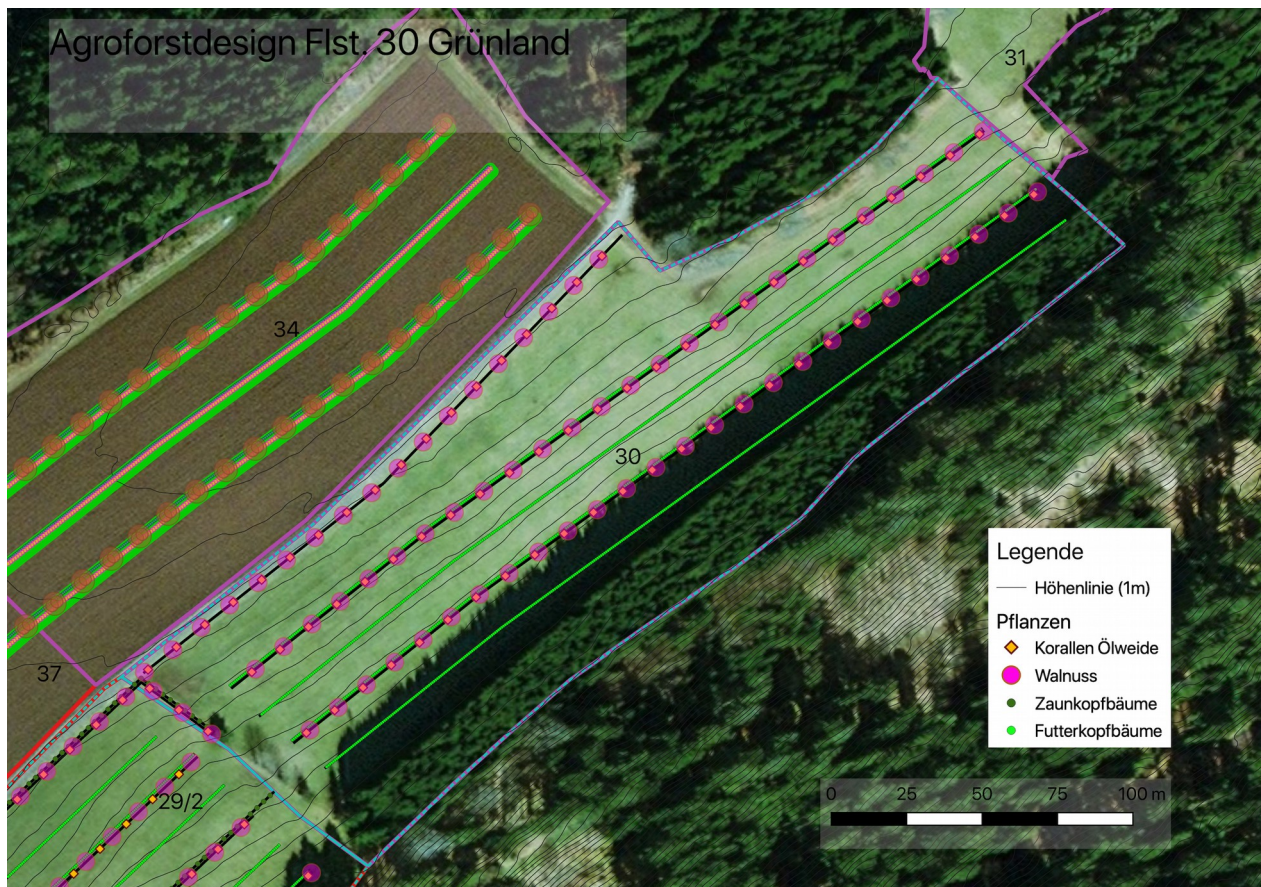 Agroforstdesign Flst. 30 Grünland
31
34
30
37
29/2
Legende
Höhenlinie (1m)
Pflanzen
Korallen Ölweide
Walnuss
Zaunkopfbäume
Futterkopfbäume
0 25 50 75 100 m